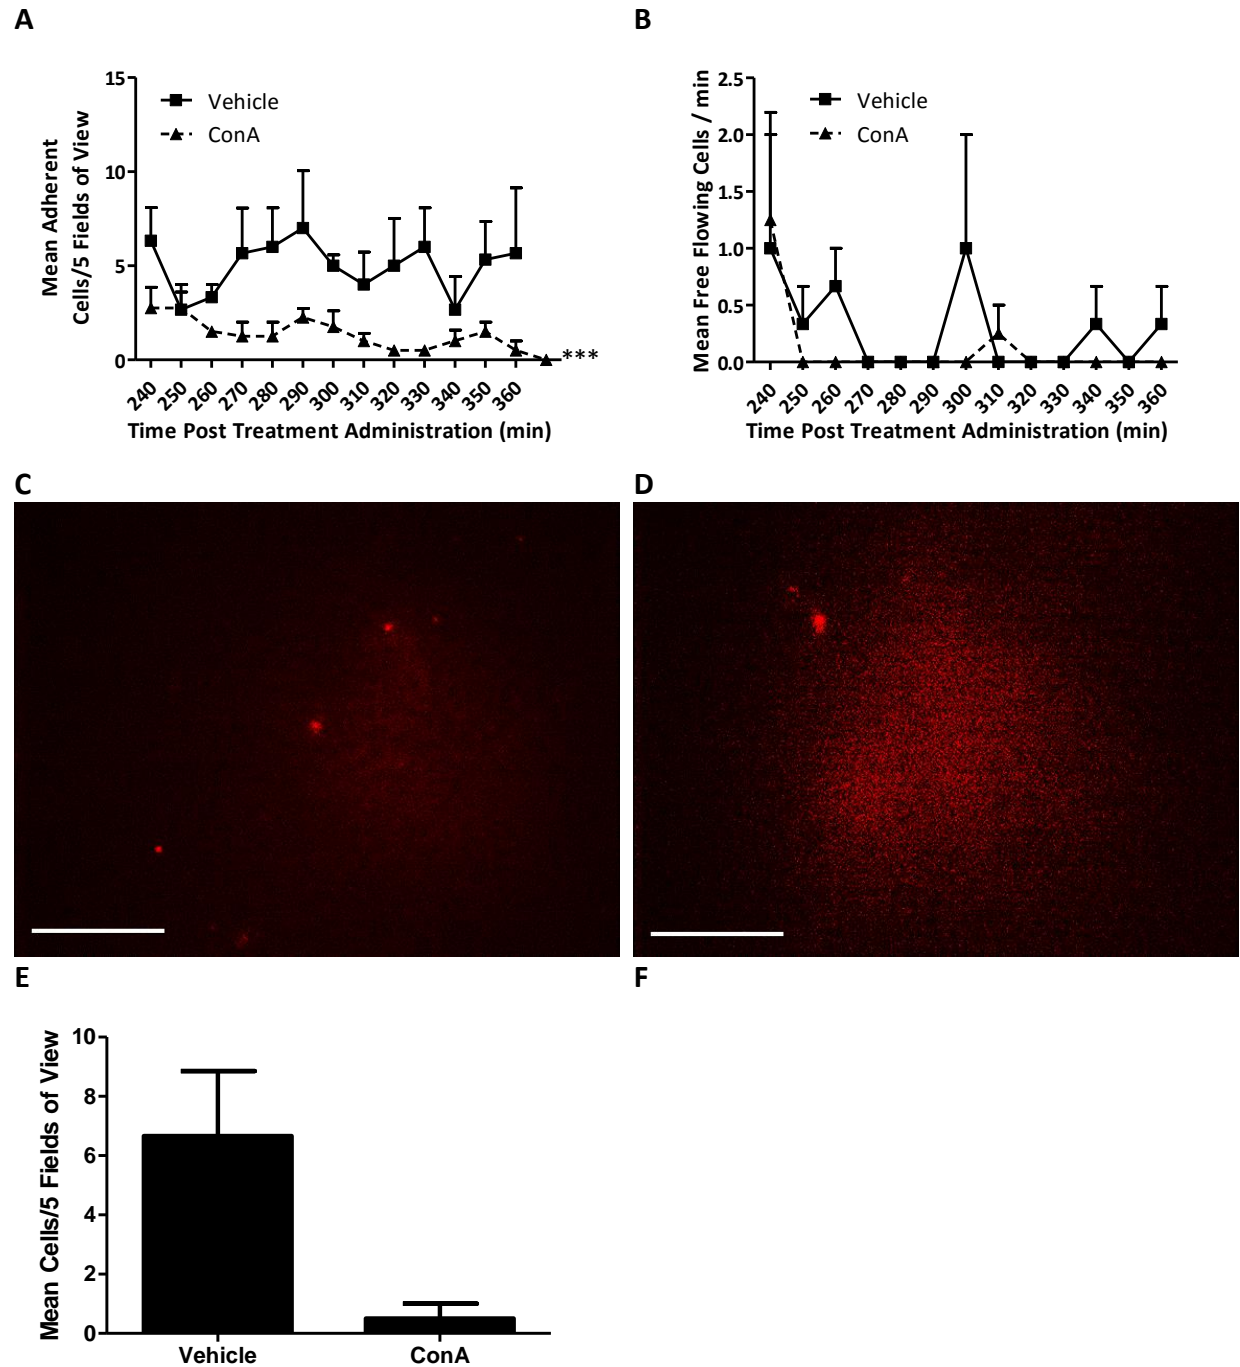 A
B
Mean Adherent
Cells/5 Fields of View
15
10
5
0
Vehicle
ConA
***
240 250 260 270 280 290 300 310 320 330 340 350 360
Time Post Treatment Administration (min)
Mean Free Flowing Cells / min
2.5
2.0
1.5
1.0
0.5
0.0
Vehicle
ConA
240 250 260 270 280 290 300 310 320 330 340 350 360
Time Post Treatment Administration (min)
C
D
E
F
Mean Cells/5 Fields of View
10
8
6
4
2
0
Vehicle ConA